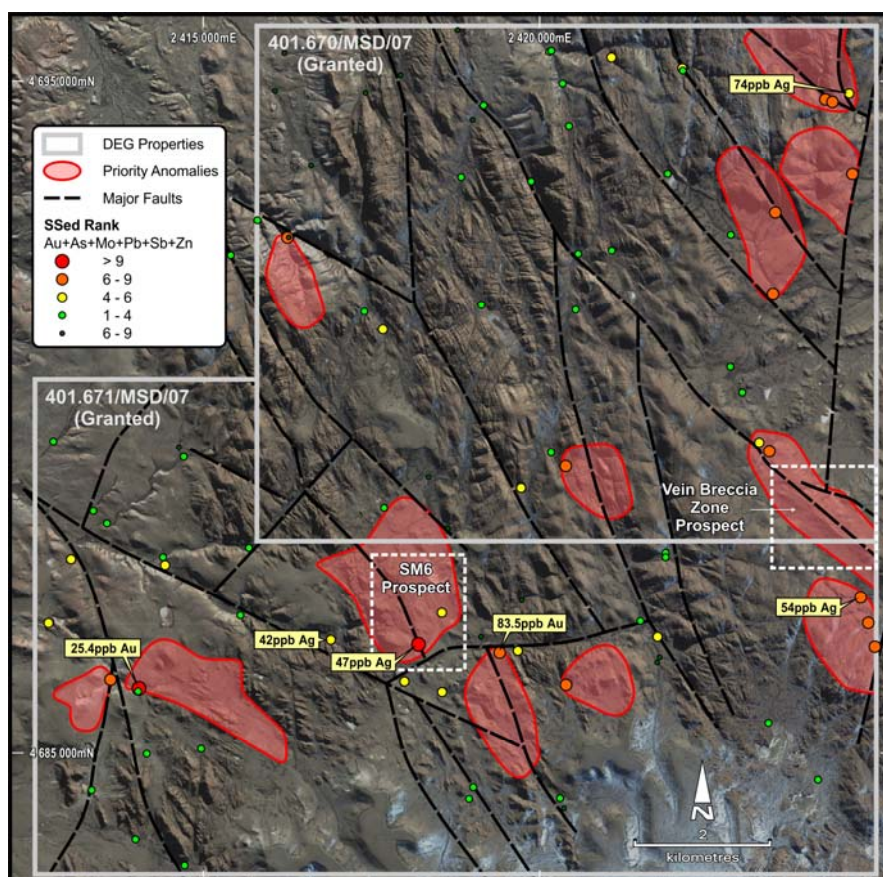 2 415 000mE
2 420 000mE
401.670/MSD/07
(Granted)
4 695 000mN
74ppb Ag
DEG Properties
Priority Anomalies
Major Faults
SSed Rank
Au+As+Mo+Pb+Sb+Zn
> 9
6 - 9
4 - 6
1 - 4
6 - 9
401.671/MSD/07
(Granted)
Vein Breccia
Zone
Prospect
SM6
Prospect
54ppb Ag
83.5ppb Au
42ppb Ag
25.4ppb Au
47ppb Ag
4 685 000mN
N
2
kilometres